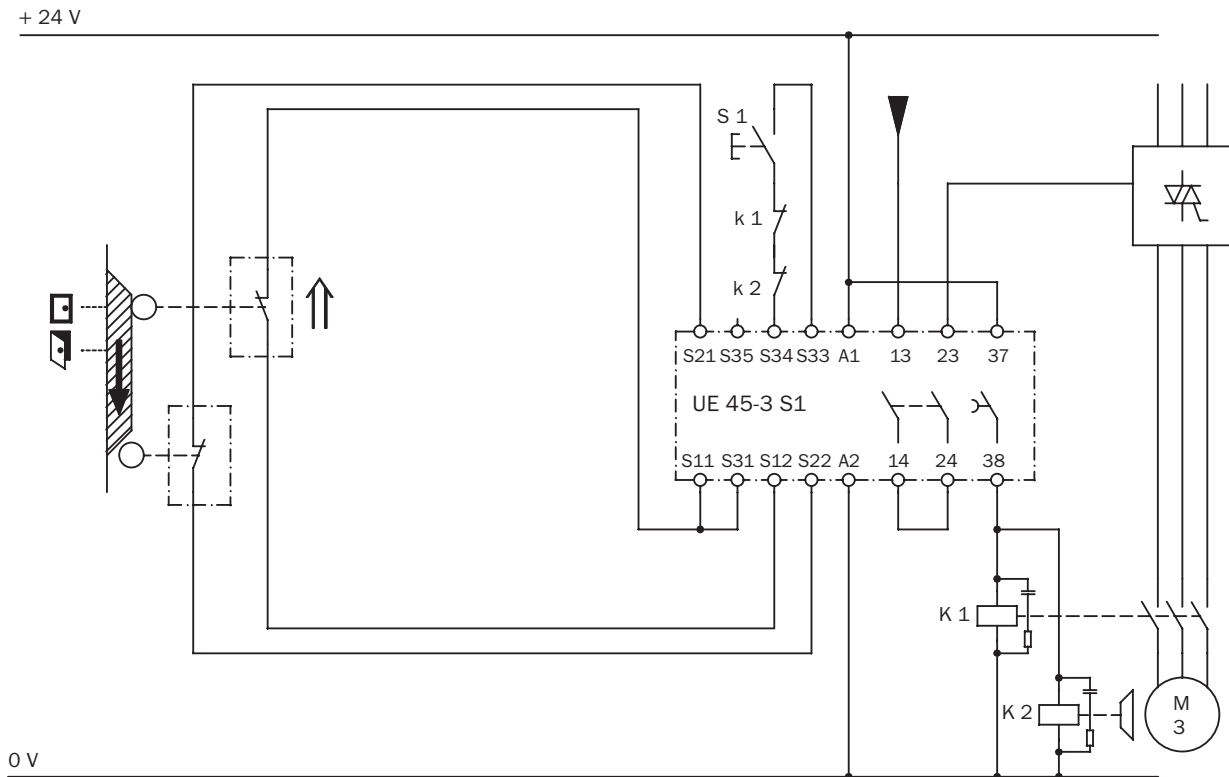 + 24 V
S 1
k 1
k 2
S21 S35 S34 S33 A1 13 23 37
UE 45-3 S1
S11 S31 S12 S22 A2 14 24 38
K 1
K 2
M
3
0 V